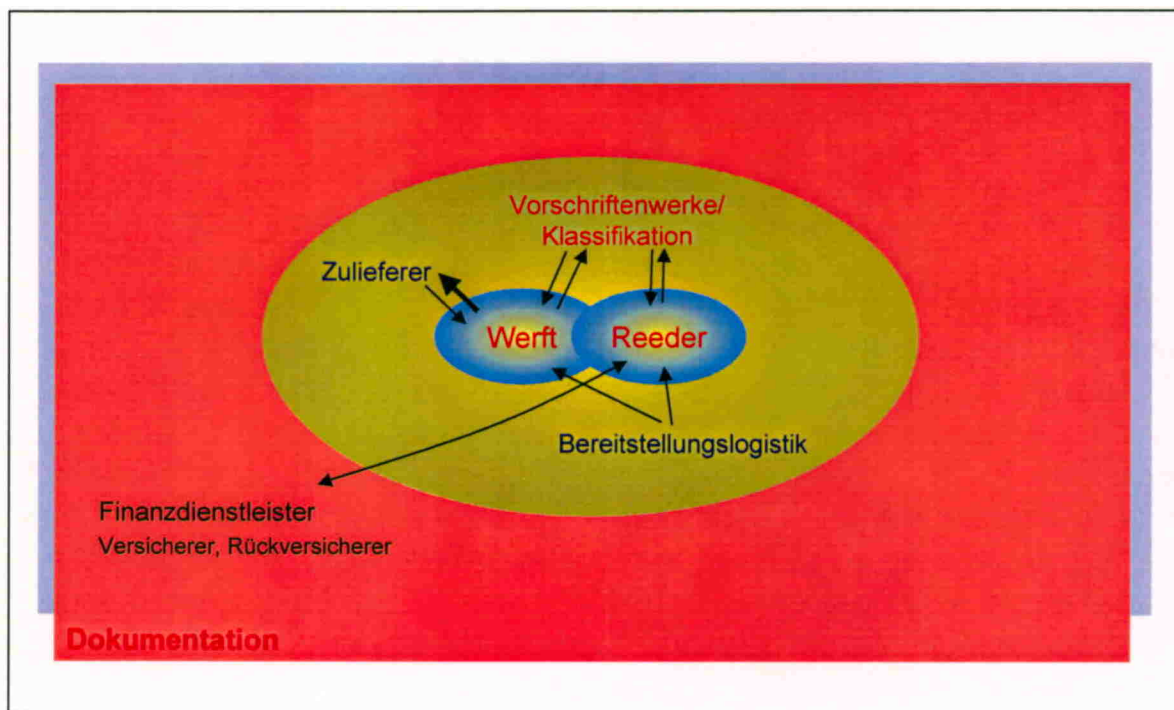 Vorschriftenwerke/
Klassifikation
Zulieferer
Werft
Reeder
Bereitstellungslogistik
Finanzdienstleister
Versicherer, Rückversicherer
Dokumentation